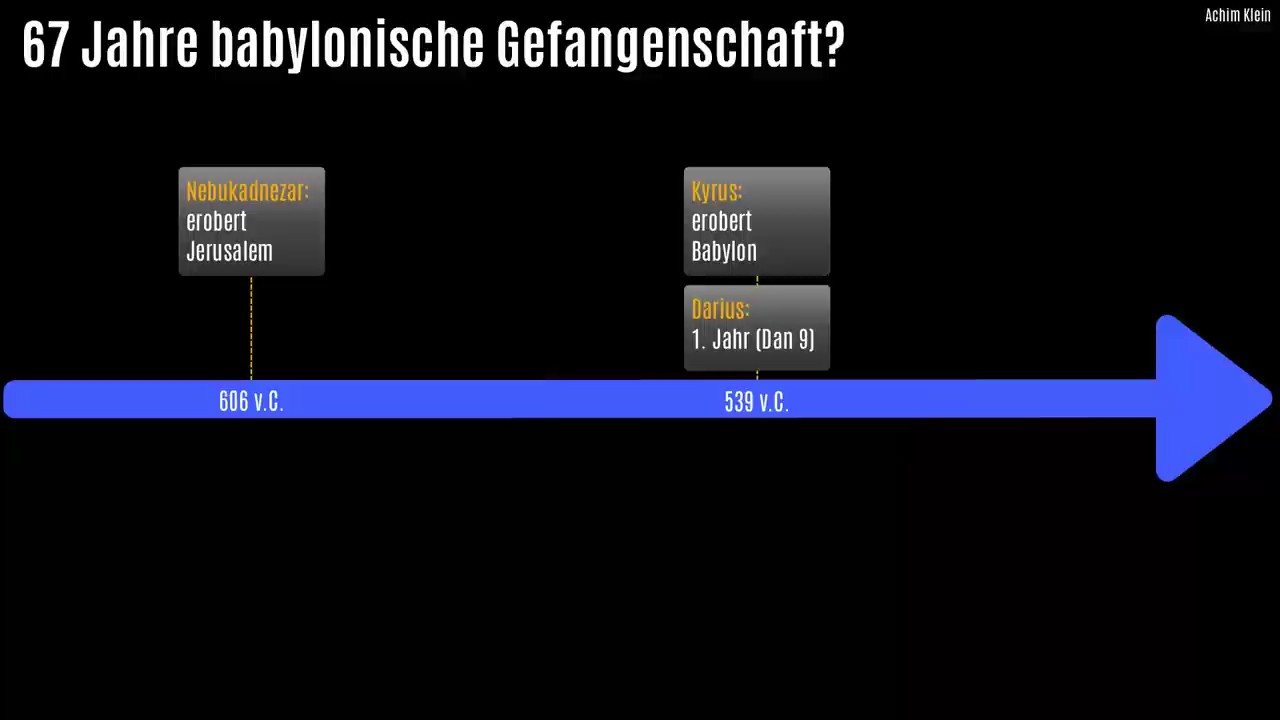 Achim Klein
67 Jahre babylonische Gefangenschaft?
Nebukadnezar:
erobert
Jerusalem
Kyrus:
erobert
Babylon
Darius:
1. Jahr (Dan 9)
606 v.C.
539 v.C.